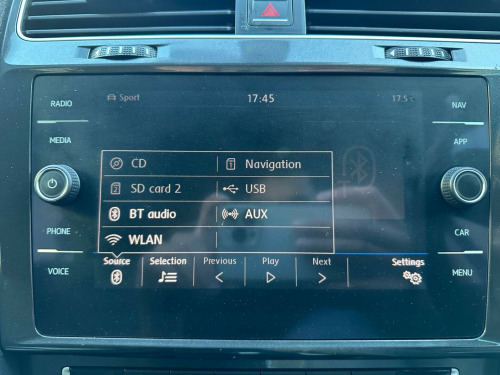 RADIO
MEDIA
PHONE
VOICE
Sport
17:45
17.5
CD
Navigation
SD card 2
USB
BT audio
AUX
WLAN
Source
Selection
Previous
Play
Next
Settings
NAV
APP
CAR
MENU